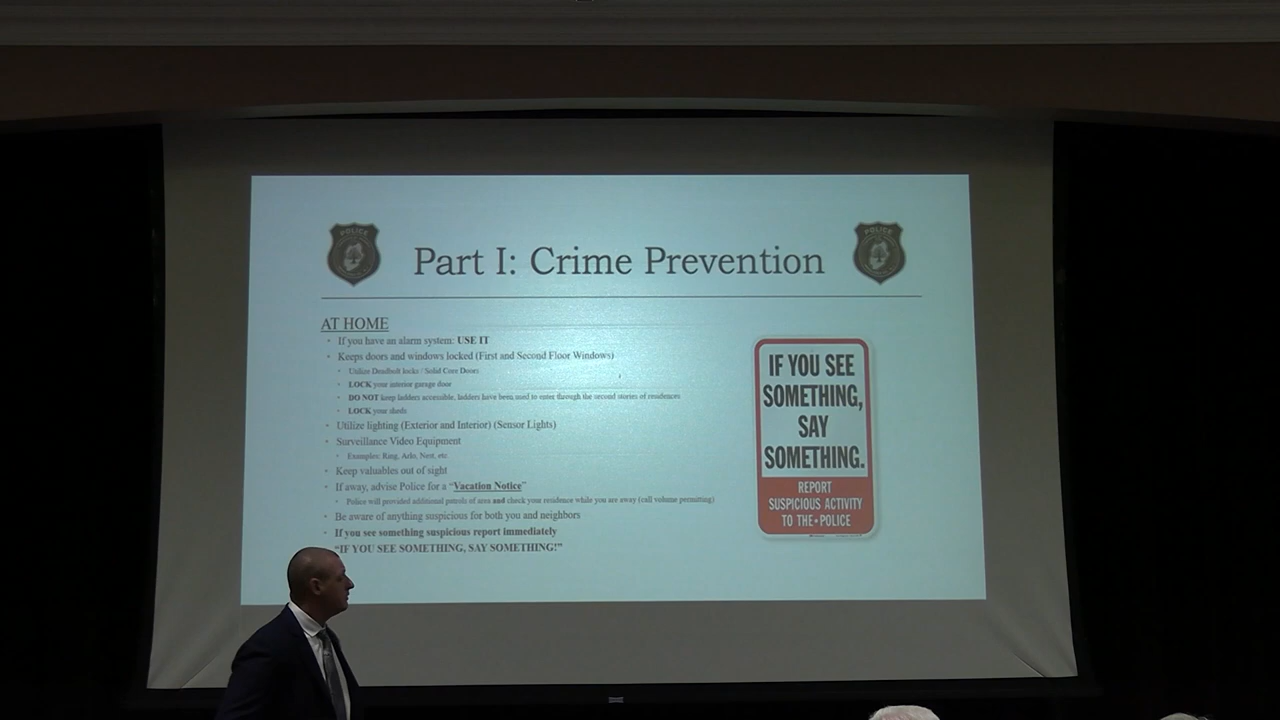 POLICE
Part I: Crime Prevention
POLICE
AT HOME
If you have an alarm system: USE IT
Keeps doors and windows locked (First and Second Floor Windows)
Utilize Deadbolt locks / Solid Core Doors
LOCK your interior garage door
DO NOT keep ladders accessible, ladders have been used to enter through the second stories of residences
LOCK your sheds
Utilize lighting (Exterior and Interior) (Sensor Lights)
Surveillance Video Equipment
Examples: Ring, Arlo, Nest, etc.
Keep valuables out of sight
If away, advise Police for a "Vacation Notice"
Police will provided additional patrols of area and check your residence while you are away (call volume permitting)
Be aware of anything suspicious for both you and neighbors
If you see something suspicious report immediately
"IF YOU SEE SOMETHING, SAY SOMETHING!"
IF YOU SEE
SOMETHING,
SAY
SOMETHING.
REPORT
SUSPICIOUS ACTIVITY
TO THE POLICE